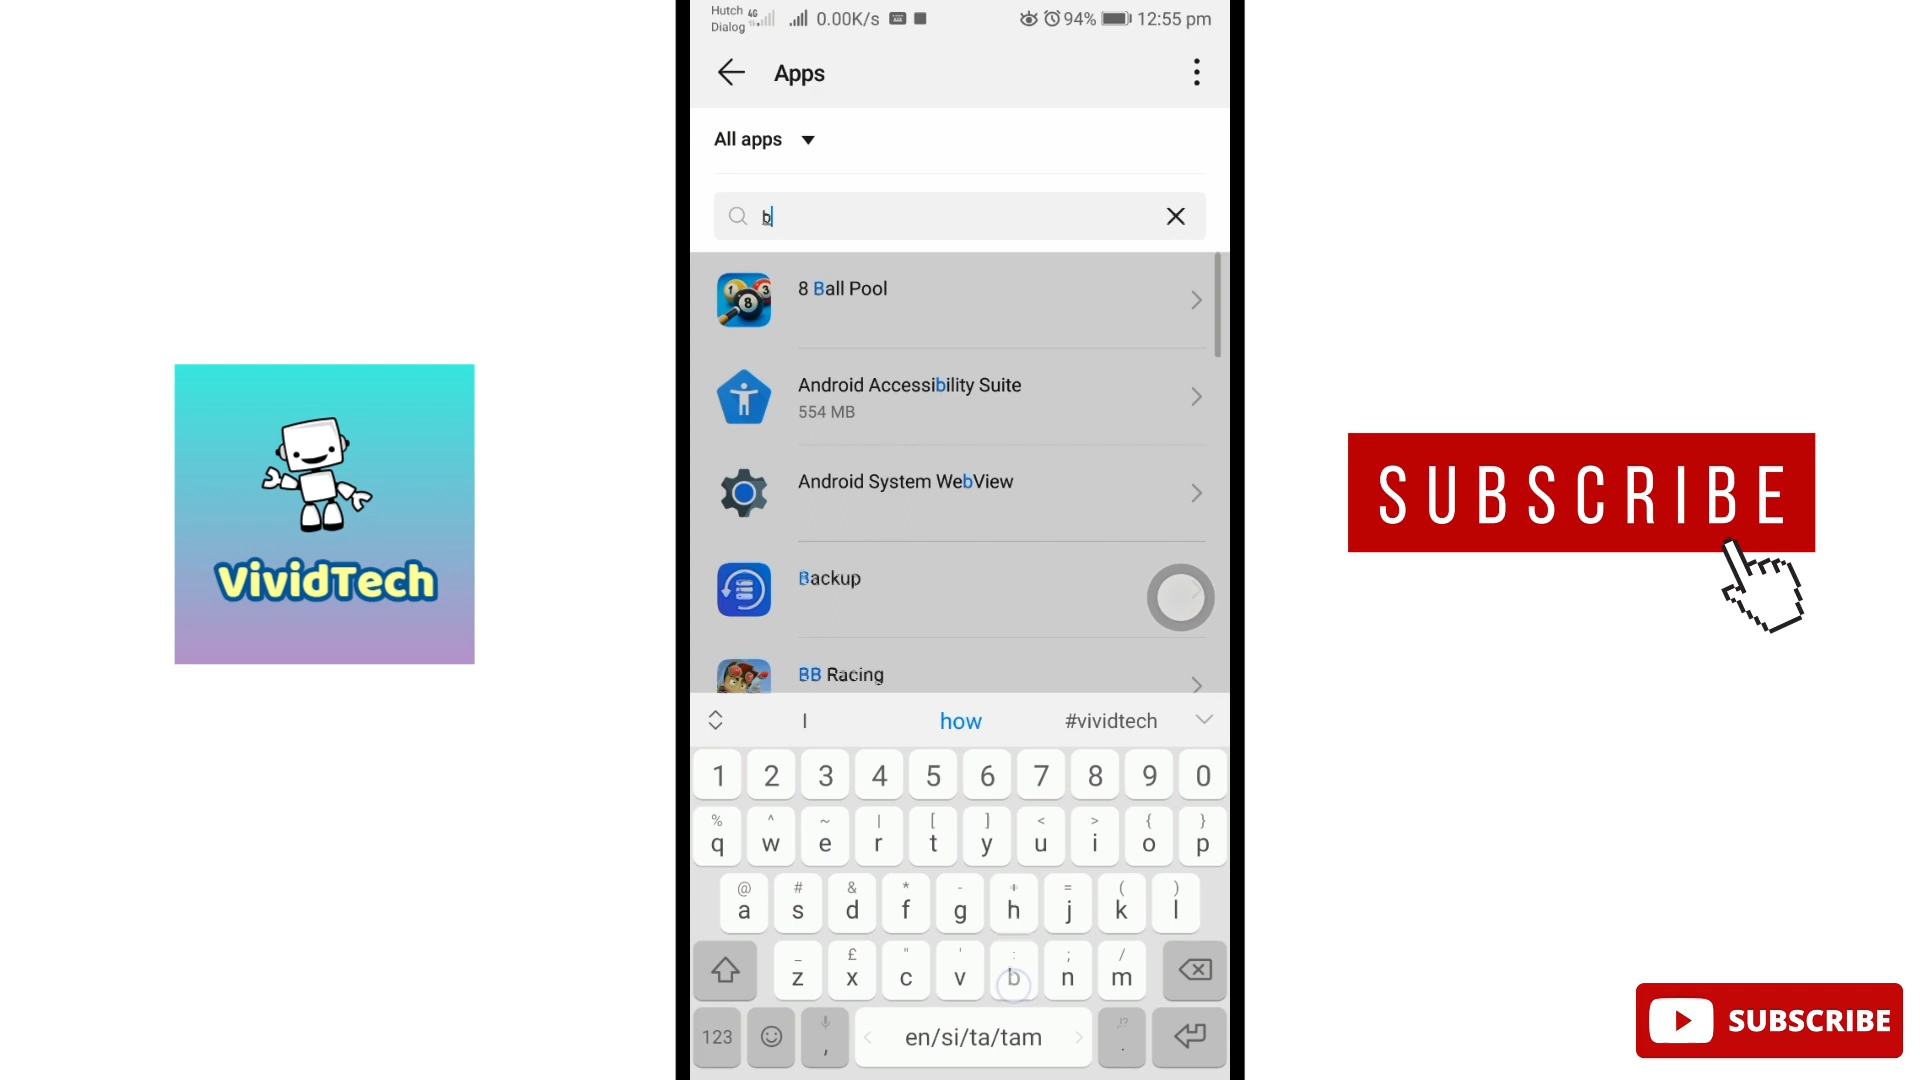 Hutch 4G
Dialog
0.00K/s
94% 12:55 pm
Apps
All apps
b
8 Ball Pool
Android Accessibility Suite
554 MB
Android System WebView
Backup
BB Racing
I how #vividtech
1 2 3 4 5 6 7 8 9 0
% ^ ~ | [ ] < > { }
q w e r t y u i o p
@ # & * - + = ( )
a s d f g h j k l
_ £ " ' : ; /
z x c v b n m
123 , < en/si/ta/tam > ,!? .
VividTech
SUBSCRIBE
SUBSCRIBE